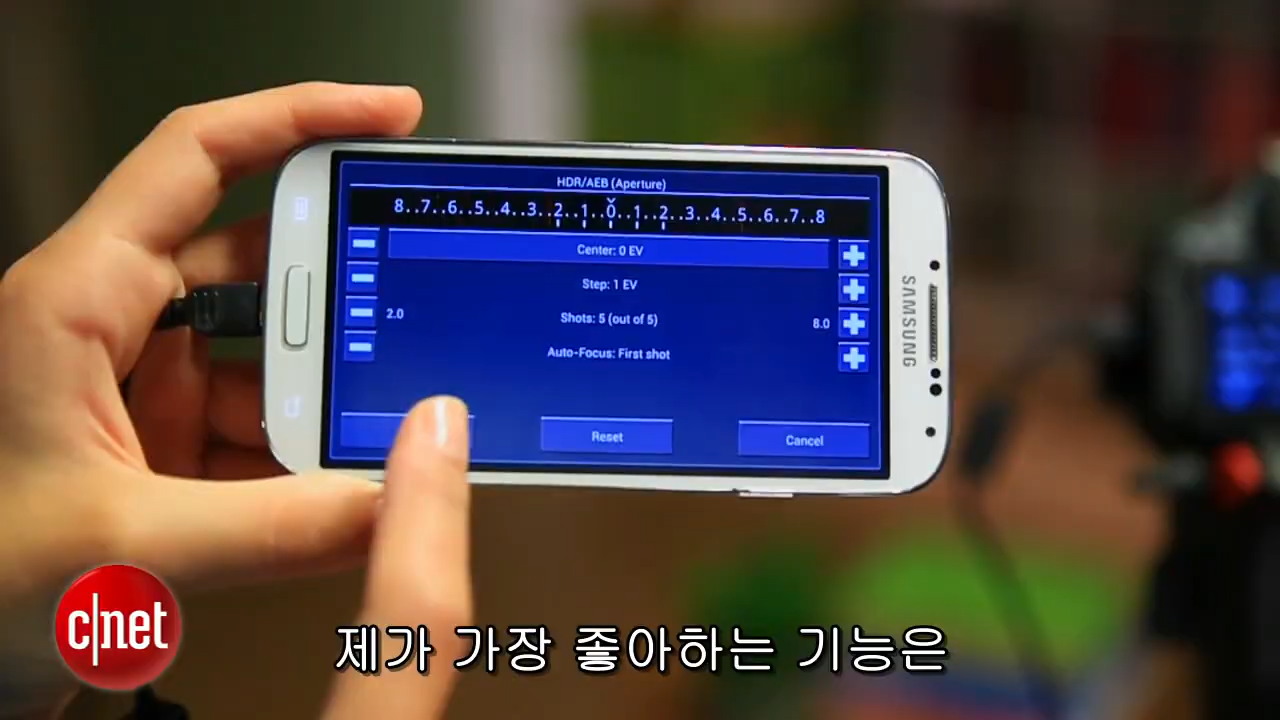 HDR/AEB (Aperture)
8..7..6..5..4..3..2..1..0..1..2..3..4..5..6..7..8
Center: 0 EV
Step: 1 EV
2.0 Shots: 5 (out of 5) 8.0
Auto-Focus: First shot
Reset Cancel
SAMSUNG
c|net
제가 가장 좋아하는 기능은